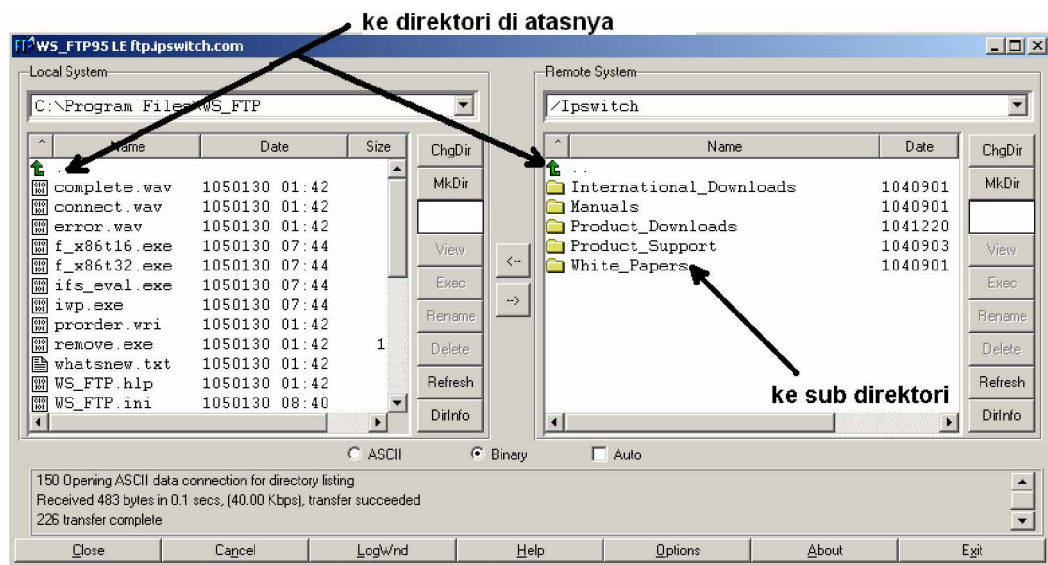 ke direktori di atasnya
WS_FTP95 LE ftp.ipswitch.com
Local System
Remote System
C:\Program Files\WS_FTP
/Ipswitch
^ Name Date Size
^ Name Date
ChgDir
MkDir
View
Exec
Rename
Delete
Refresh
DirInfo
complete.wav 1050130 01:42
connect.wav 1050130 01:42
error.wav 1050130 01:42
f_x86t16.exe 1050130 07:44
f_x86t32.exe 1050130 07:44
ifs_eval.exe 1050130 07:44
iwp.exe 1050130 07:44
prorder.wri 1050130 01:42
remove.exe 1050130 01:42 1
whatsnew.txt 1050130 01:42
WS_FTP.hlp 1050130 01:42
WS_FTP.ini 1050130 08:40
<--
-->
..
International_Downloads 1040901
Manuals 1040901
Product_Downloads 1041220
Product_Support 1040903
White_Papers 1040901
ChgDir
MkDir
View
Exec
Rename
Delete
Refresh
DirInfo
ke sub direktori
ASCII Binary Auto
150 Opening ASCII data connection for directory listing
Received 483 bytes in 0.1 secs, (40.00 Kbps), transfer succeeded
226 transfer complete
Close Cancel LogWnd Help Options About Exit